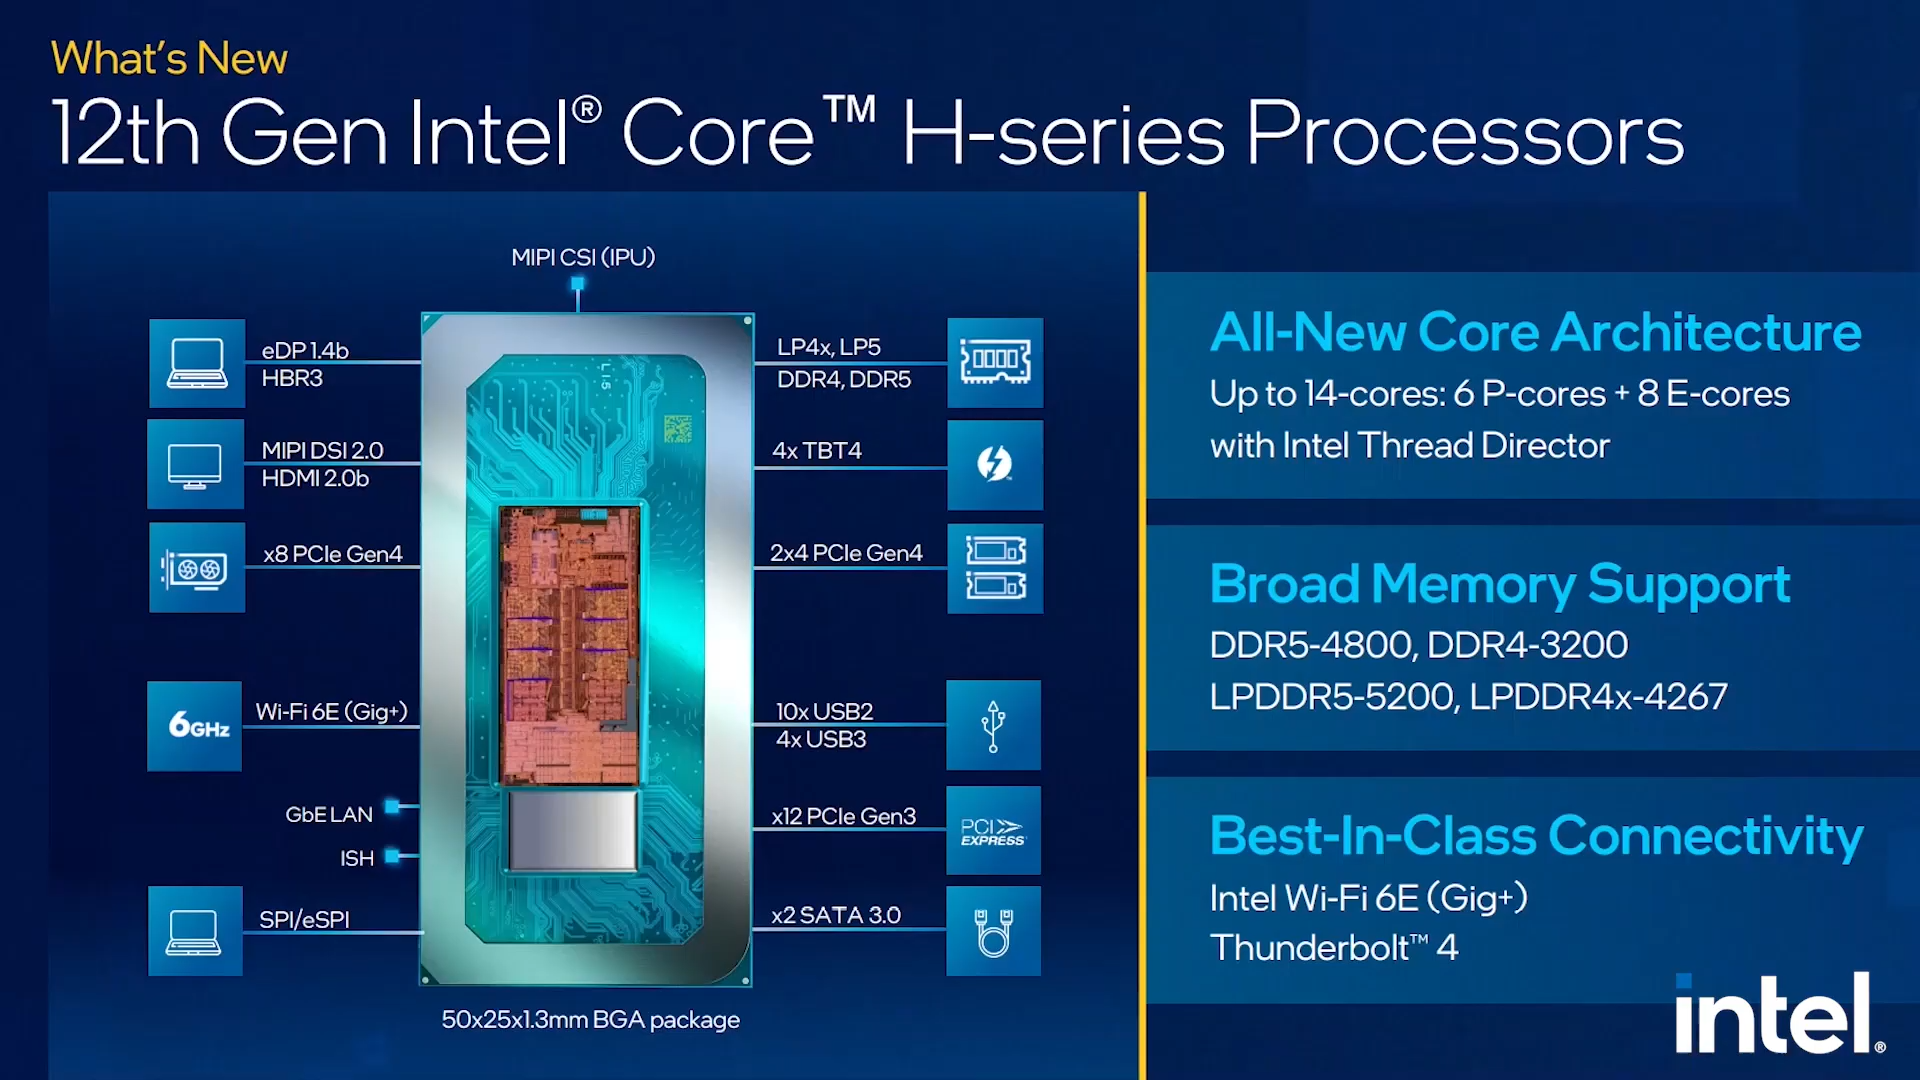 What's New
12th Gen Intel® Core™ H-series Processors
MIPI CSI (IPU)
eDP 1.4b
HBR3
MIPI DSI 2.0
HDMI 2.0b
x8 PCIe Gen4
6GHz
Wi-Fi 6E (Gig+)
GbE LAN
ISH
SPI/eSPI
LP4x, LP5
DDR4, DDR5
4x TBT4
2x4 PCIe Gen4
10x USB2
4x USB3
x12 PCIe Gen3
PCI
EXPRESS®
x2 SATA 3.0
50x25x1.3mm BGA package
All-New Core Architecture
Up to 14-cores: 6 P-cores + 8 E-cores
with Intel Thread Director
Broad Memory Support
DDR5-4800, DDR4-3200
LPDDR5-5200, LPDDR4x-4267
Best-In-Class Connectivity
Intel Wi-Fi 6E (Gig+)
Thunderbolt™ 4
intel®